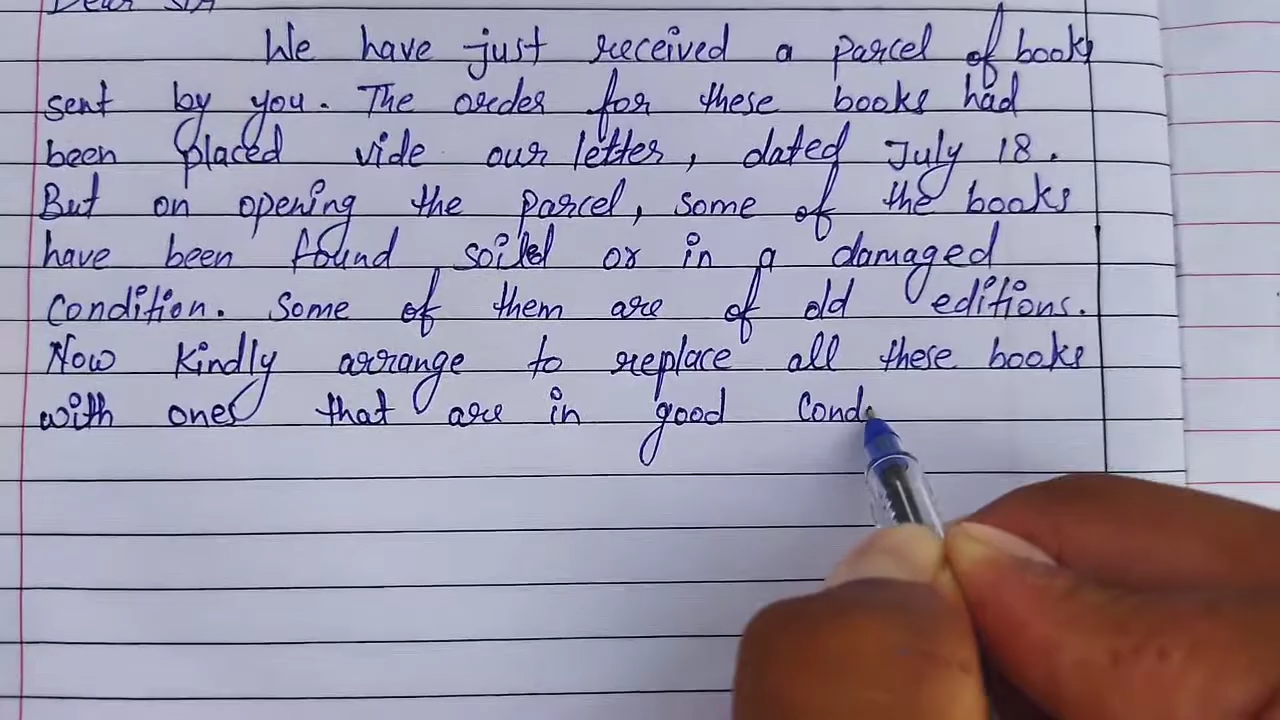 Dear Sir
We have just received a parcel of books
sent by you. The order for these books had
been placed vide our letter, dated July 18.
But on opening the parcel, some of the books
have been found soiled or in a damaged
condition. Some of them are of old editions.
Now kindly arrange to replace all these books
with ones that are in good Cond